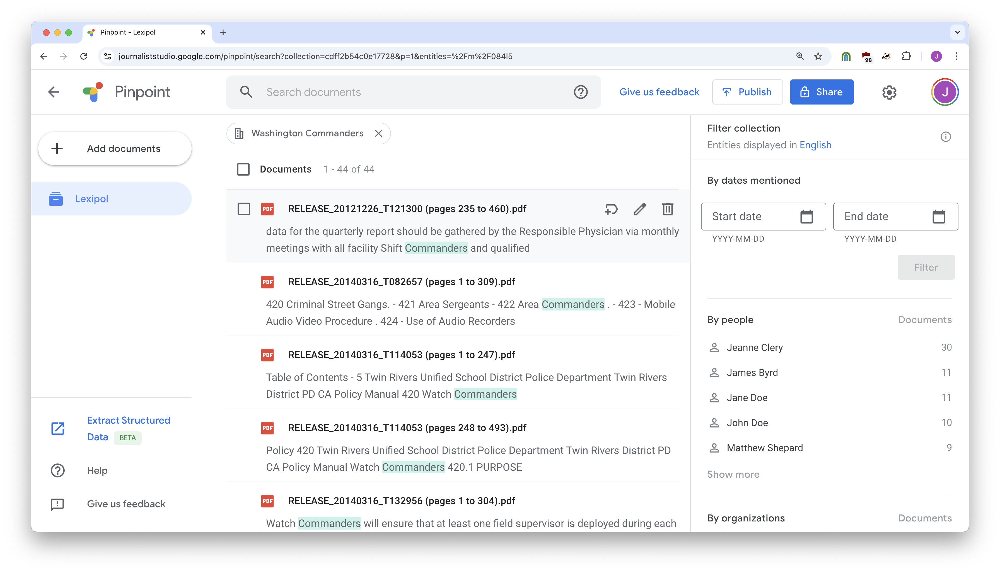 Pinpoint - Lexipol
journaliststudio.google.com/pinpoint/search?collection=cdff2b54c0e17728&p=1&entities=%2Fm%2F084l5
98
J
Pinpoint
Search documents
Give us feedback
Publish
Share
J
Add documents
Lexipol
Extract Structured
Data BETA
Help
Give us feedback
Washington Commanders
Documents 1 - 44 of 44
PDF RELEASE_20121226_T121300 (pages 235 to 460).pdf
data for the quarterly report should be gathered by the Responsible Physician via monthly
meetings with all facility Shift Commanders and qualified
PDF RELEASE_20140316_T082657 (pages 1 to 309).pdf
420 Criminal Street Gangs. - 421 Area Sergeants - 422 Area Commanders . - 423 - Mobile
Audio Video Procedure . 424 - Use of Audio Recorders
PDF RELEASE_20140316_T114053 (pages 1 to 247).pdf
Table of Contents - 5 Twin Rivers Unified School District Police Department Twin Rivers
District PD CA Policy Manual 420 Watch Commanders
PDF RELEASE_20140316_T114053 (pages 248 to 493).pdf
Policy 420 Twin Rivers Unified School District Police Department Twin Rivers District PD
CA Policy Manual Watch Commanders 420.1 PURPOSE
PDF RELEASE_20140316_T132956 (pages 1 to 304).pdf
Watch Commanders will ensure that at least one field supervisor is deployed during each
Filter collection
Entities displayed in English
By dates mentioned
Start date End date
YYYY-MM-DD YYYY-MM-DD
Filter
By people Documents
Jeanne Clery 30
James Byrd 11
Jane Doe 11
John Doe 10
Matthew Shepard 9
Show more
By organizations Documents